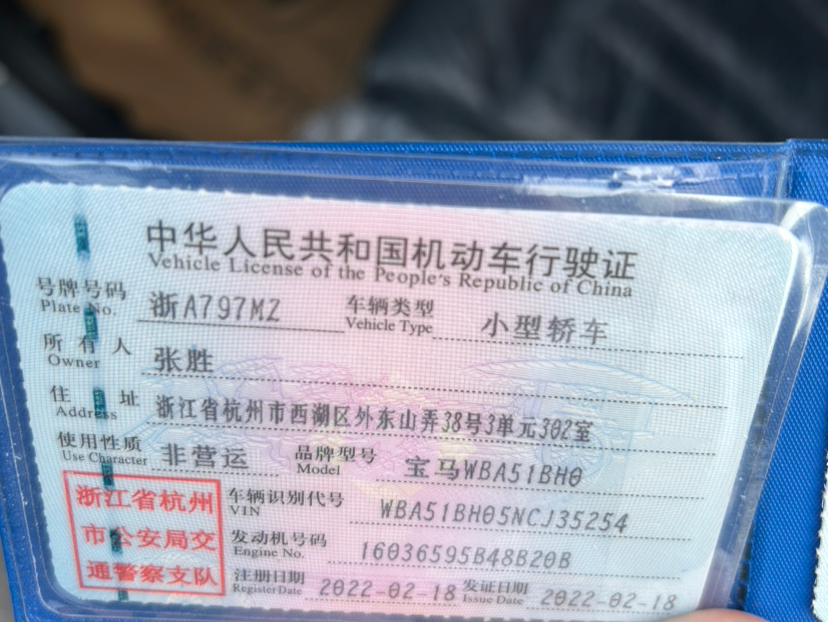 中华人民共和国机动车行驶证
Vehicle License of the People's Republic of China
号牌号码 浙A797MZ 车辆类型 小型轿车
Plate No. Vehicle Type
所有人 张胜
Owner
住址 浙江省杭州市西湖区外东山弄38号3单元302室
Address
使用性质 非营运 品牌型号 宝马WBA51BH0
Use Character Model
浙江省杭州
市公安局交
通警察支队
车辆识别代号 WBA51BH05NCJ35254
VIN
发动机号码 16036595B48B20B
Engine No.
注册日期 2022-02-18 发证日期 2022-02-18
Register Date Issue Date